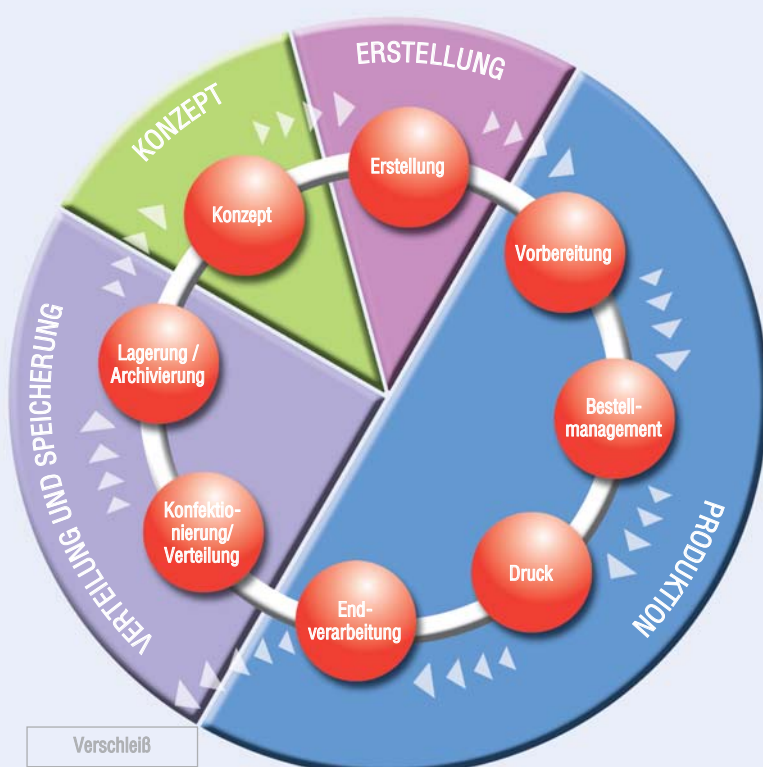 ERSTELLUNG
KONZEPT
Erstellung
Konzept
Vorbereitung
Lagerung /
Archivierung
Bestell-
management
VERTEILUNG UND SPEICHERUNG
Konfektio-
nierung/
Verteilung
Druck
PRODUKTION
End-
verarbeitung
Verschleiß